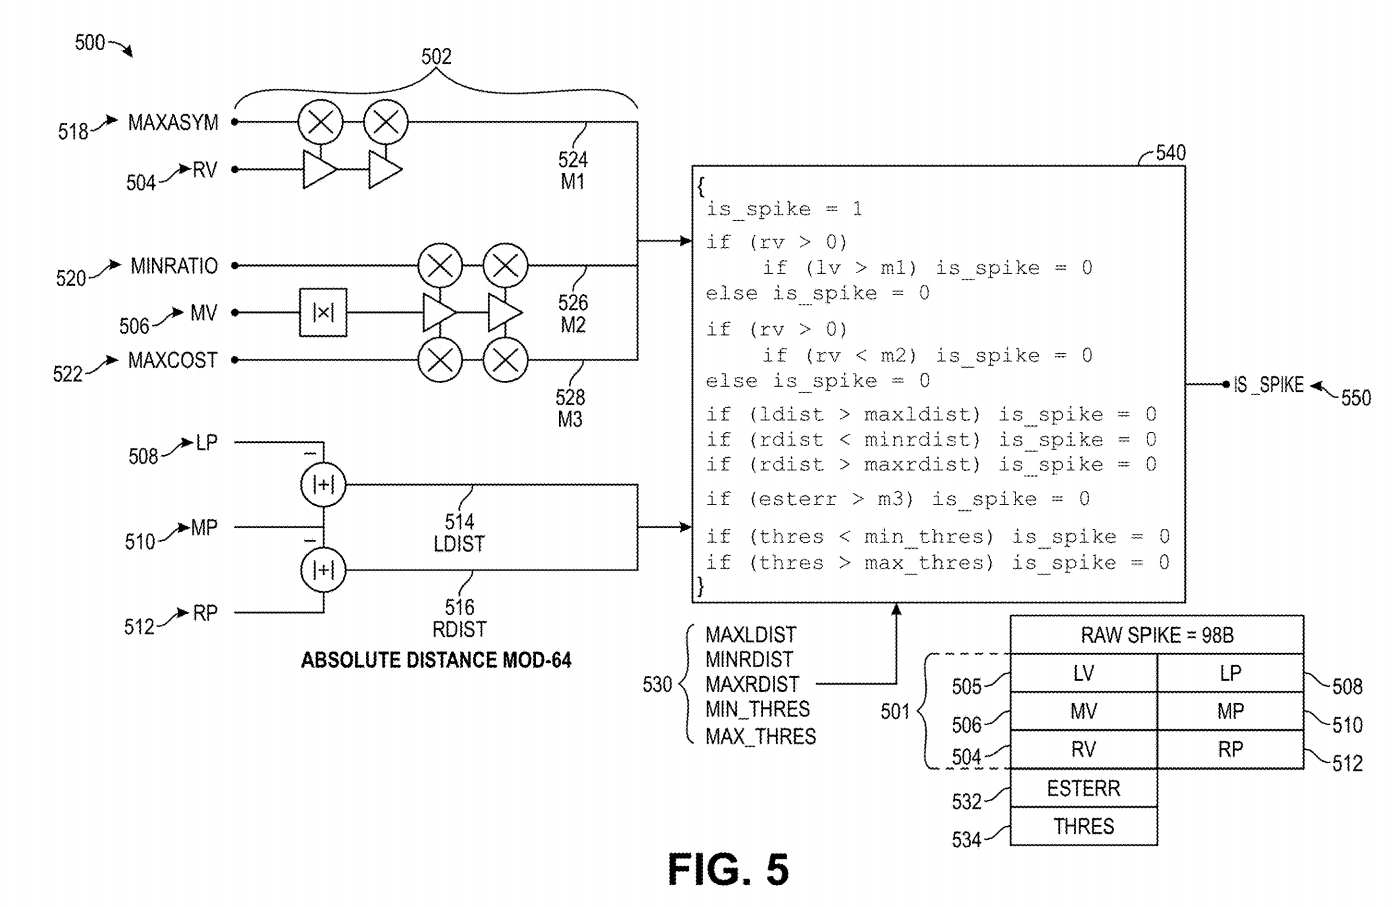 500
502
518 MAXASYM
504 RV
524
M1
520 MINRATIO
506 MV
|x|
522 MAXCOST
526
M2
528
M3
508 LP
−
|+|
514
LDIST
510 MP
−
|+|
516
RDIST
512 RP
ABSOLUTE DISTANCE MOD-64
540
{
is_spike = 1
if (rv > 0)
if (lv > m1) is_spike = 0
else is_spike = 0
if (rv > 0)
if (rv < m2) is_spike = 0
else is_spike = 0
if (ldist > maxldist) is_spike = 0
if (rdist < minrdist) is_spike = 0
if (rdist > maxrdist) is_spike = 0
if (esterr > m3) is_spike = 0
if (thres < min_thres) is_spike = 0
if (thres > max_thres) is_spike = 0
}
IS_SPIKE 550
530
MAXLDIST
MINRDIST
MAXRDIST
MIN_THRES
MAX_THRES
RAW SPIKE = 98B
501
505 LV LP 508
506 MV MP 510
504 RV RP 512
532 ESTERR
534 THRES
FIG. 5